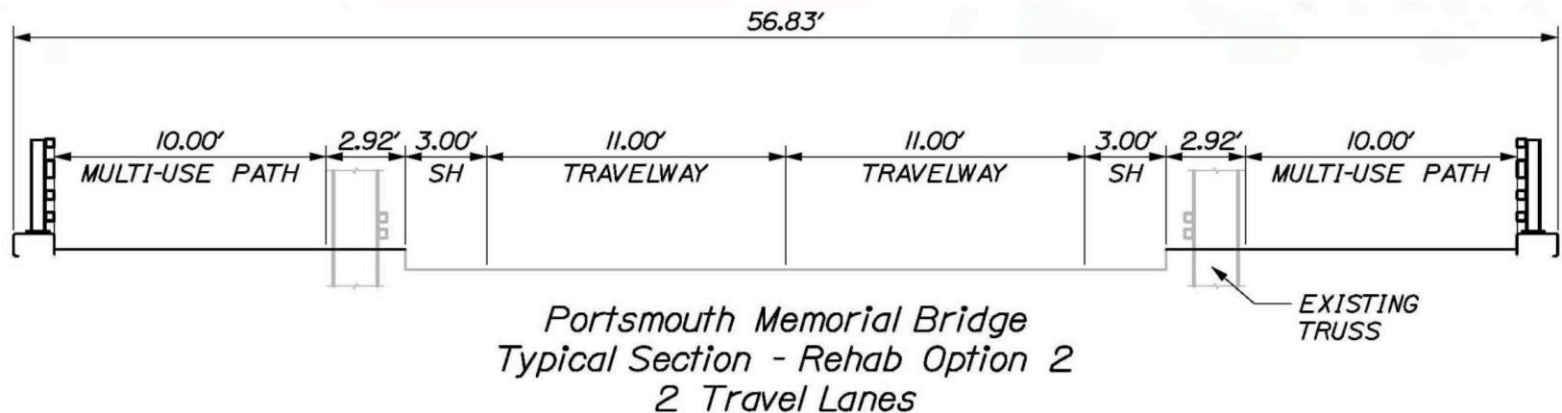 56.83'
10.00' 2.92' 3.00' 11.00' 11.00' 3.00' 2.92' 10.00'
MULTI-USE PATH SH TRAVELWAY TRAVELWAY SH MULTI-USE PATH
EXISTING
TRUSS
Portsmouth Memorial Bridge
Typical Section - Rehab Option 2
2 Travel Lanes